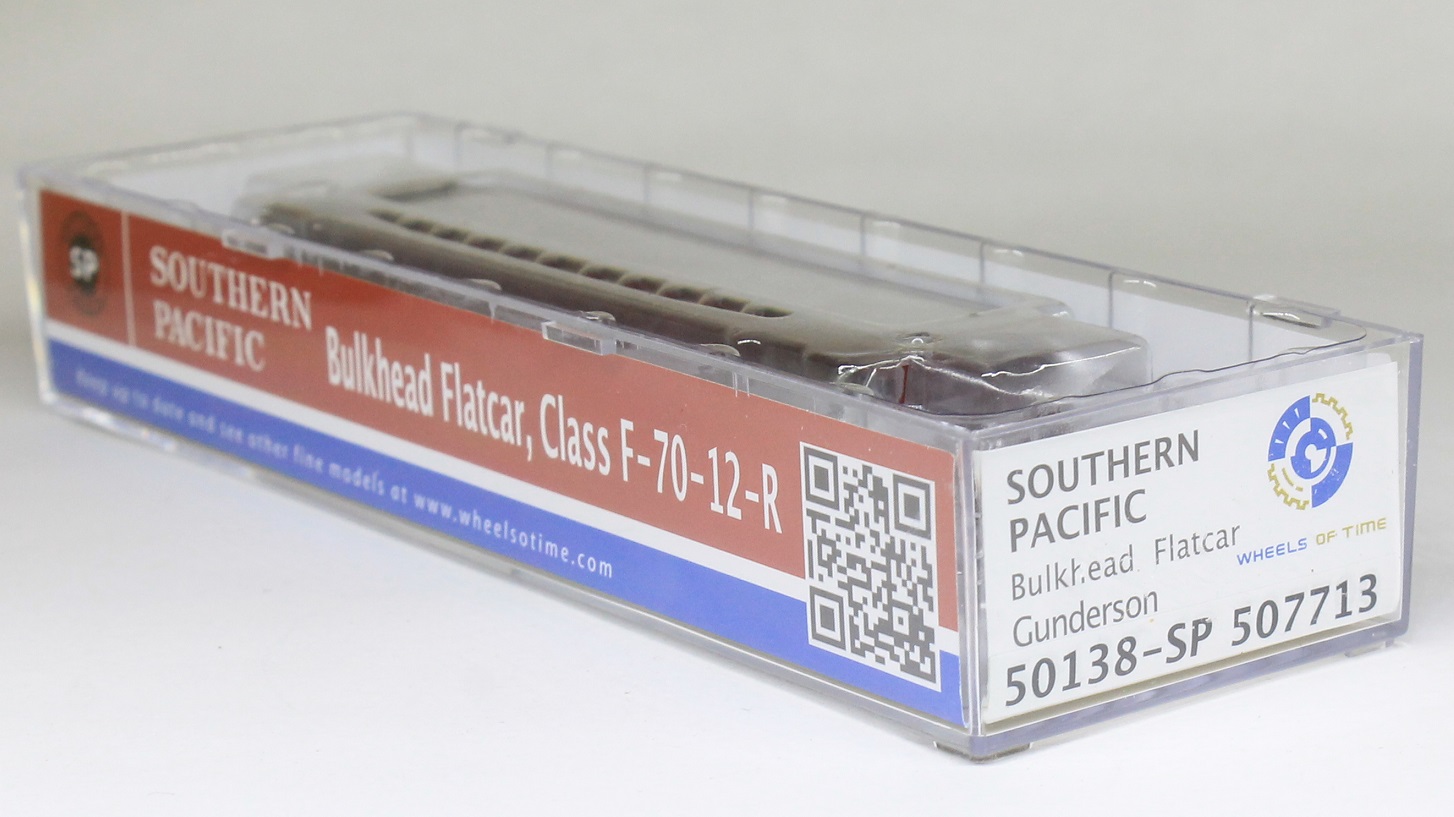 SP
SOUTHERN
PACIFIC
Bulkhead Flatcar, Class F-70-12-R
Keep up to date and see other fine models at www.wheelsotime.com
SOUTHERN
PACIFIC
Bulkhead Flatcar
Gunderson
50138-SP 507713
WHEELS OF TIME